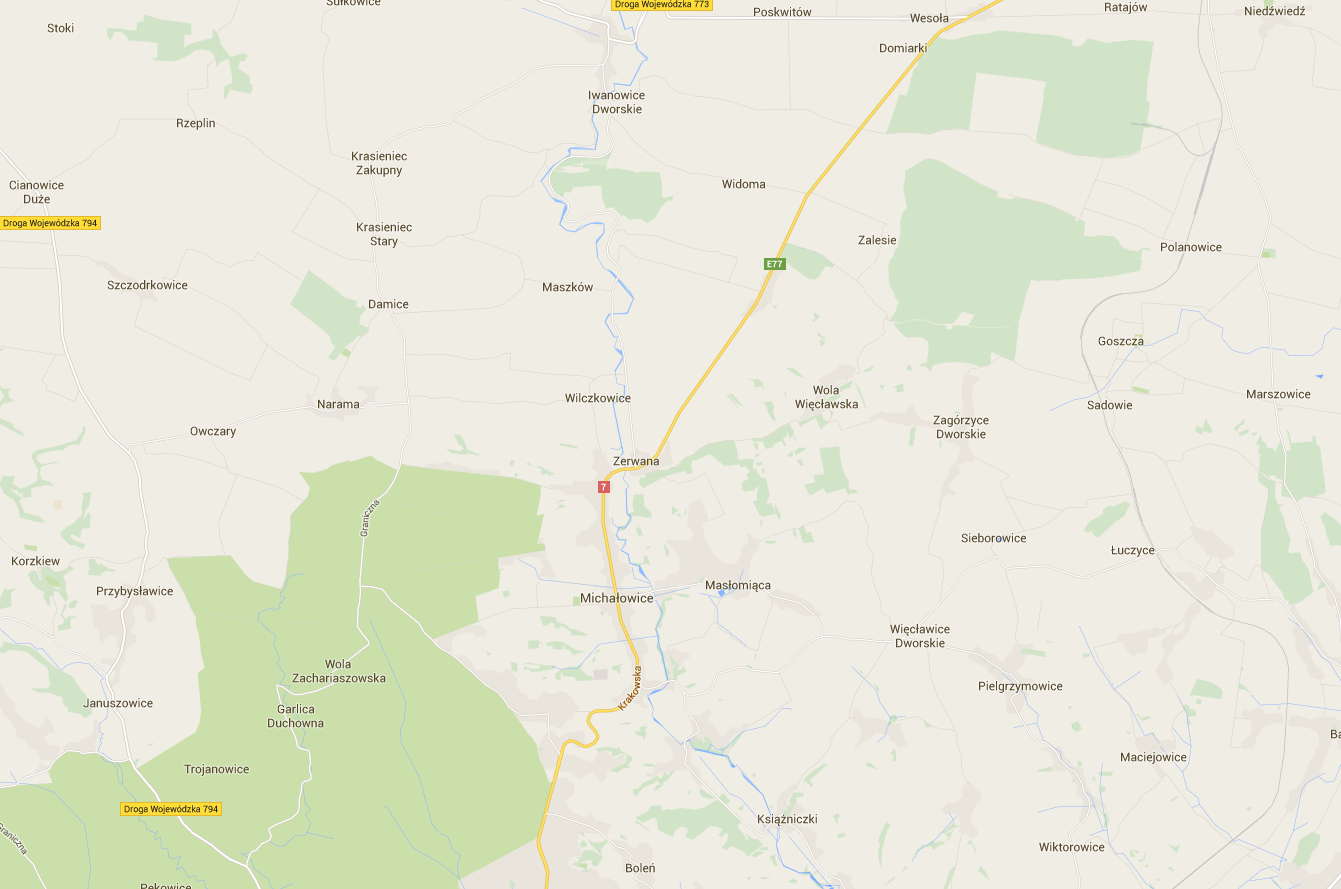 Sułkowice
Droga Wojewódzka 773
Poskwitów
Wesoła
Ratajów
Niedźwiedź
Stoki
Domiarki
Iwanowice
Dworskie
Rzeplin
Krasieniec
Zakupny
Cianowice
Duże
Widoma
Droga Wojewódzka 794
Krasieniec
Stary
Zalesie
Polanowice
E77
Szczodrkowice
Maszków
Damice
Goszcza
Wola
Więcławska
Marszowice
Narama
Wilczkowice
Sadowie
Owczary
Zagórzyce
Dworskie
Zerwana
7
Graniczna
Sieborowice
Łuczyce
Korzkiew
Przybysławice
Michałowice
Masłomiąca
Więcławice
Dworskie
Wola
Zachariaszowska
Krakowska
Pielgrzymowice
Januszowice
Garlica
Duchowna
Ba
Maciejowice
Trojanowice
Droga Wojewódzka 794
Książniczki
Graniczna
Wiktorowice
Boleń
Pękowice